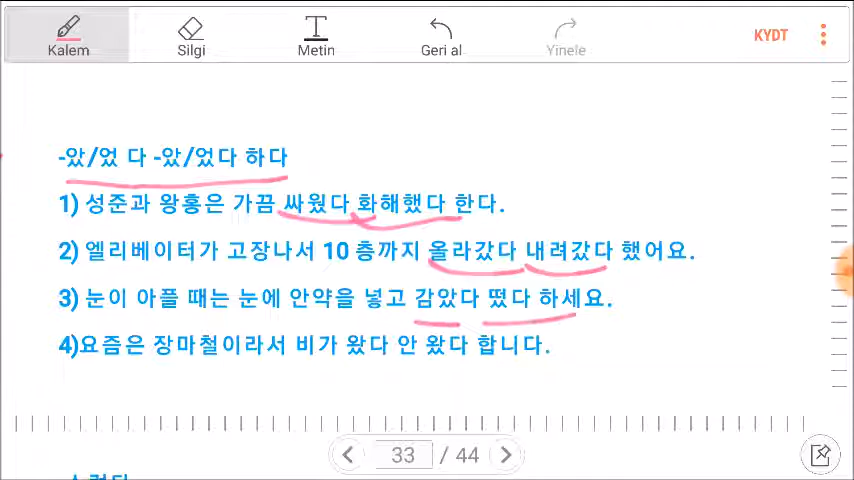 Kalem Silgi Metin Geri al Yinele KYDT
-았/었 다 -았/었다 하다
1) 성준과 왕홍은 가끔 싸웠다 화해했다 한다.
2) 엘리베이터가 고장나서 10 층까지 올라갔다 내려갔다 했어요.
3) 눈이 아플 때는 눈에 안약을 넣고 감았다 떴다 하세요.
4)요즘은 장마철이라서 비가 왔다 안 왔다 합니다.
33 / 44